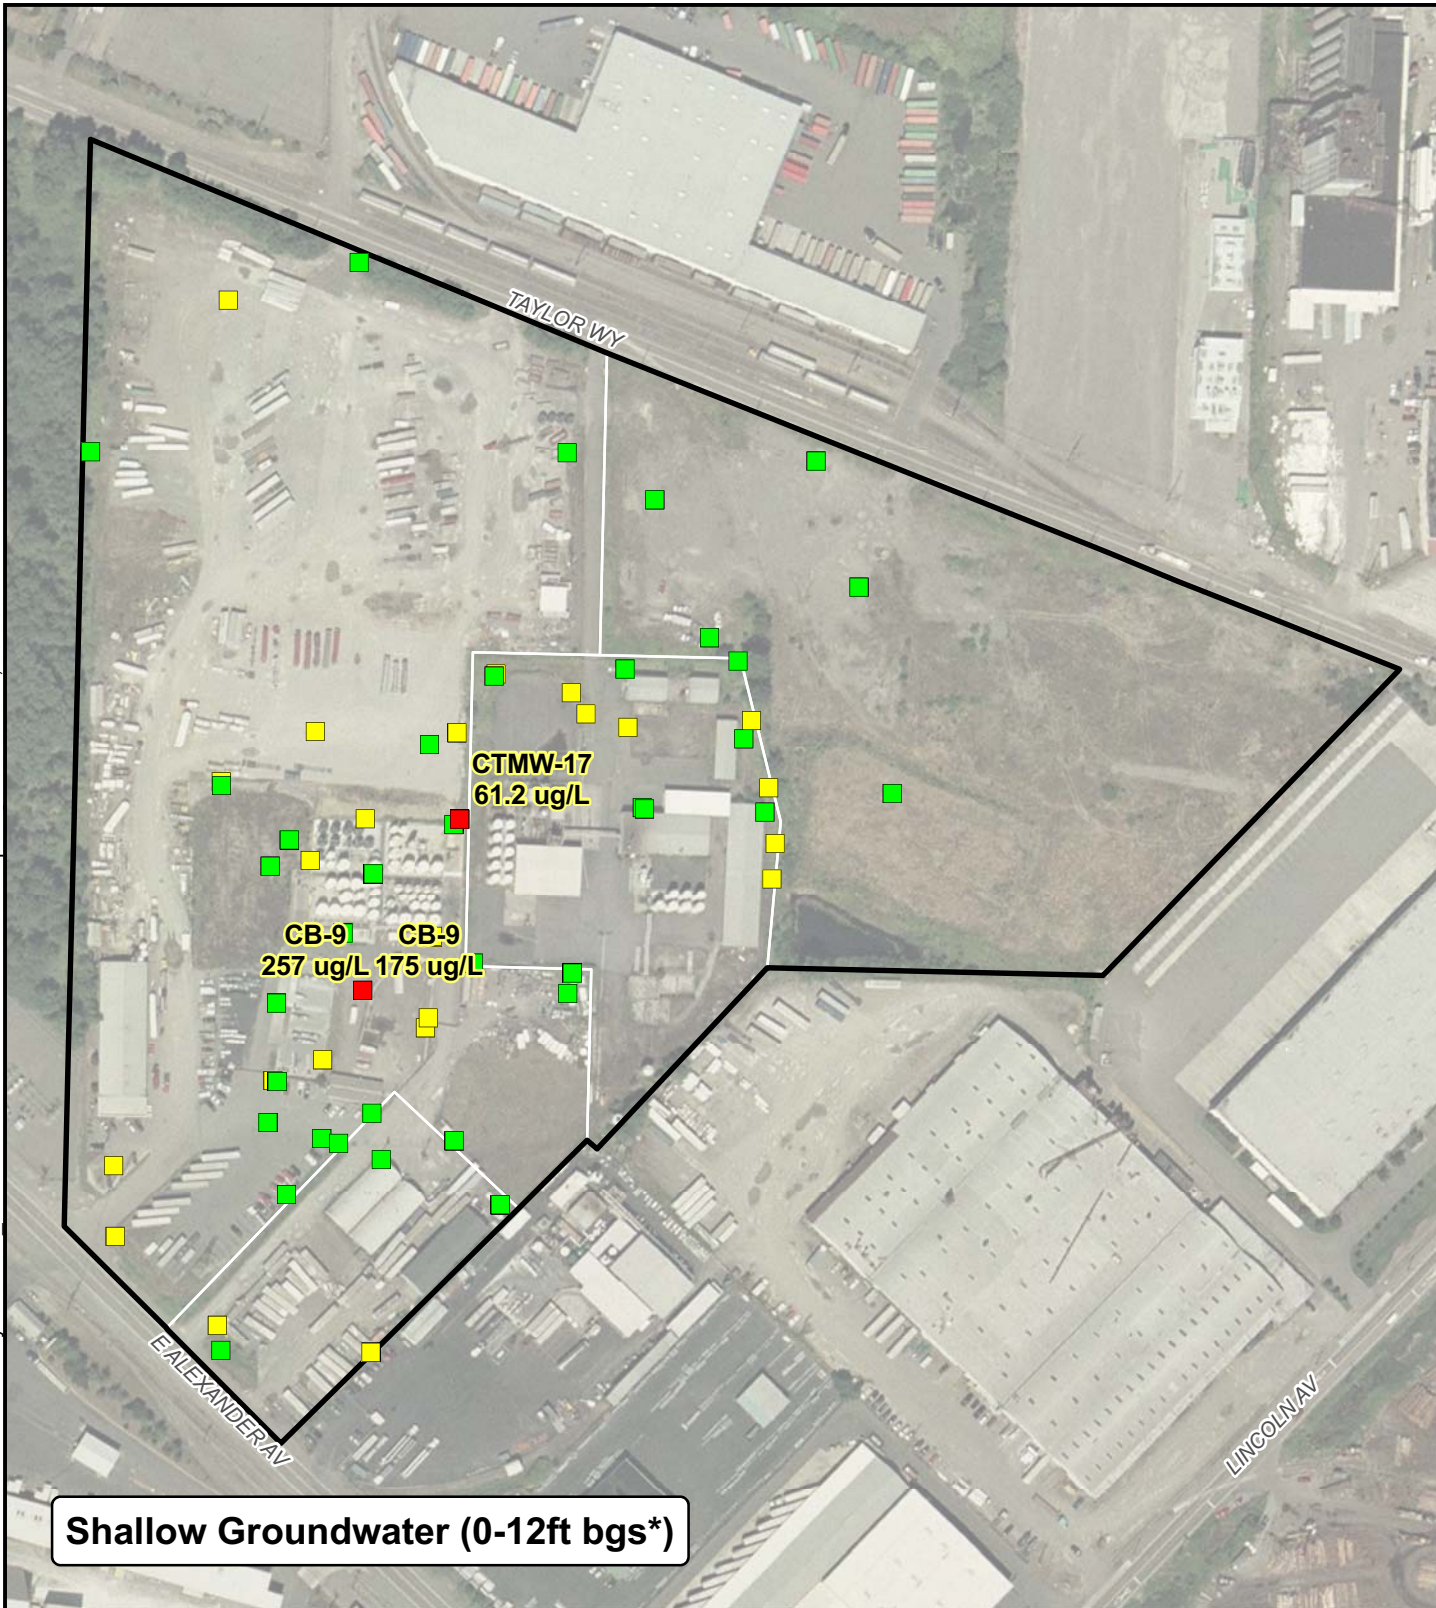 TAYLOR WY
CTMW-17
61.2 ug/L
CB-9
257 ug/L
CB-9
175 ug/L
E ALEXANDER AV
LINCOLN AV
Shallow Groundwater (0-12ft bgs*)